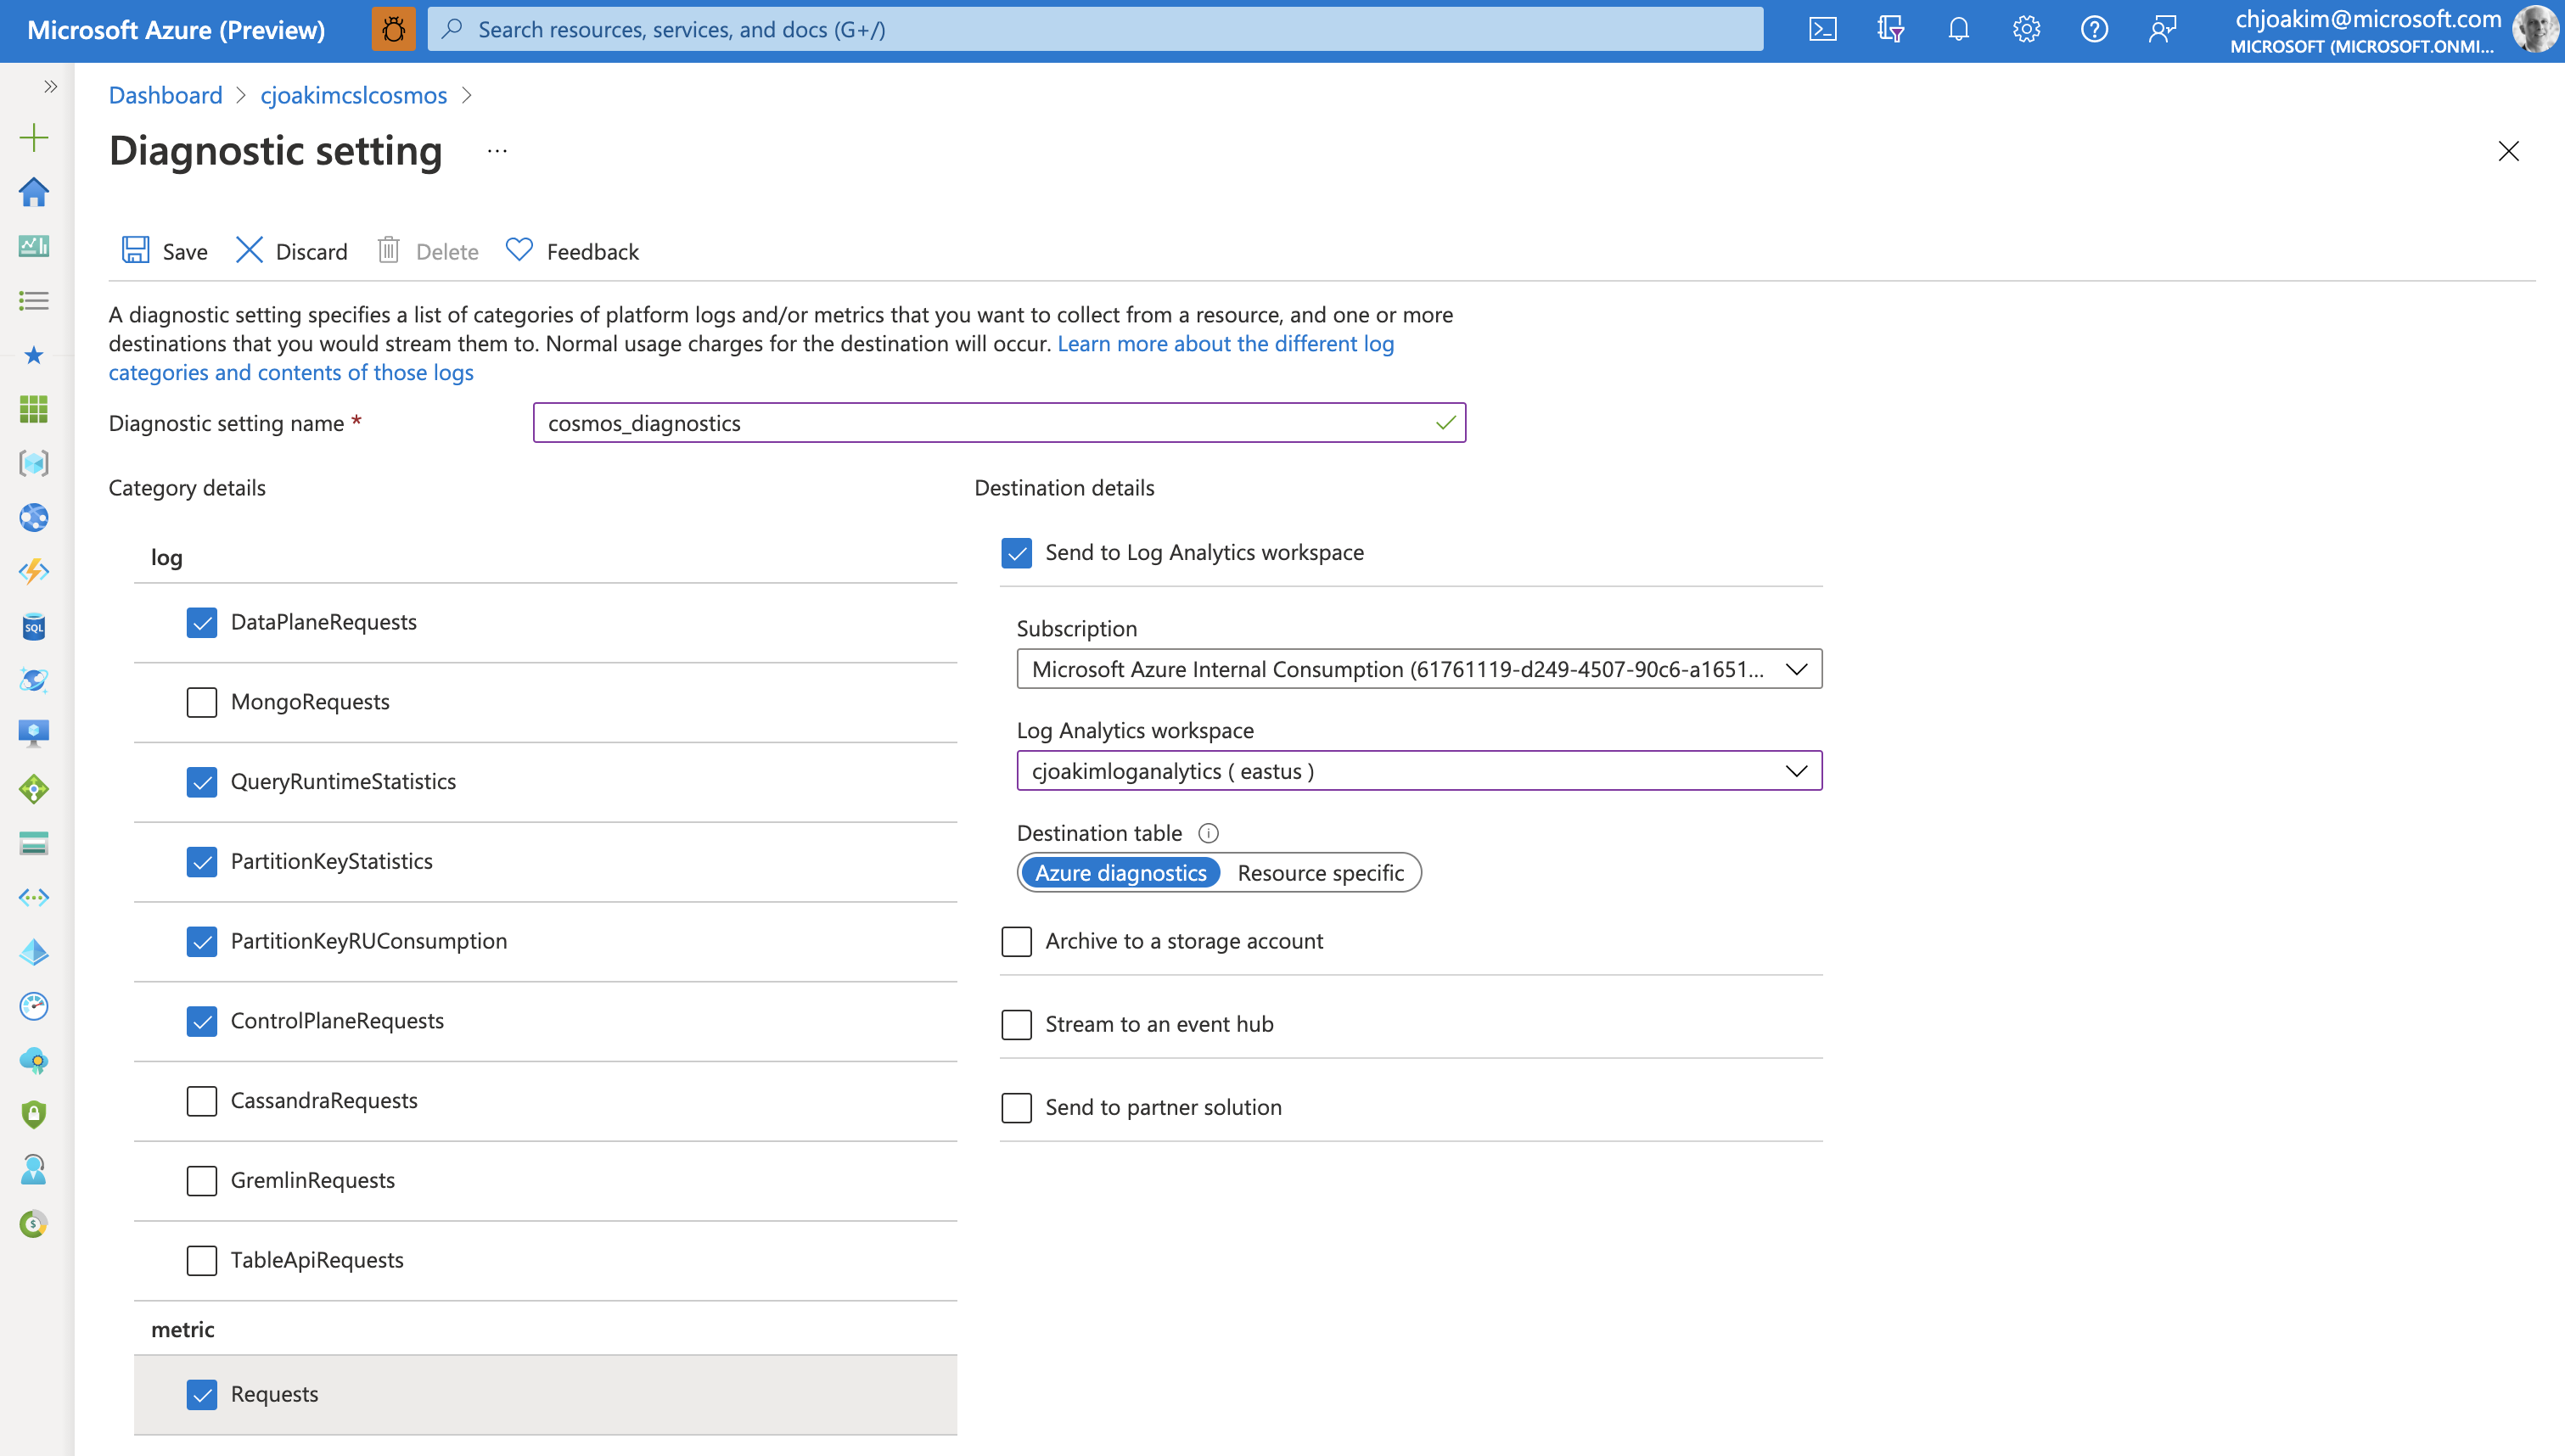 Microsoft Azure (Preview)
Search resources, services, and docs (G+/)
chjoakim@microsoft.com
MICROSOFT (MICROSOFT.ONMI...
Dashboard > cjoakimcslcosmos >
Diagnostic setting ...
Save
Discard
Delete
Feedback
A diagnostic setting specifies a list of categories of platform logs and/or metrics that you want to collect from a resource, and one or more
destinations that you would stream them to. Normal usage charges for the destination will occur. Learn more about the different log
categories and contents of those logs
Diagnostic setting name *
cosmos_diagnostics
Category details
log
DataPlaneRequests
MongoRequests
QueryRuntimeStatistics
PartitionKeyStatistics
PartitionKeyRUConsumption
ControlPlaneRequests
CassandraRequests
GremlinRequests
TableApiRequests
metric
Requests
Destination details
Send to Log Analytics workspace
Subscription
Microsoft Azure Internal Consumption (61761119-d249-4507-90c6-a1651...
Log Analytics workspace
cjoakimloganalytics ( eastus )
Destination table
Azure diagnostics
Resource specific
Archive to a storage account
Stream to an event hub
Send to partner solution
SQL